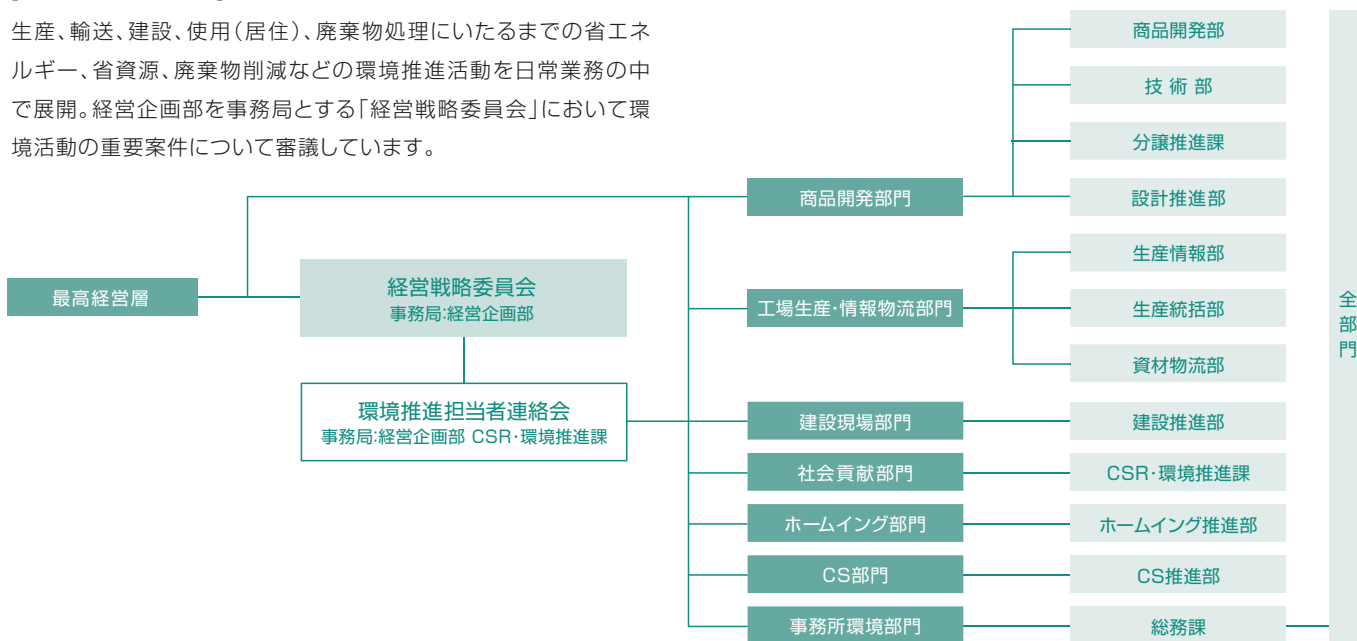 生産、輸送、建設、使用(居住)、廃棄物処理にいたるまでの省エネ
ルギー、省資源、廃棄物削減などの環境推進活動を日常業務の中
で展開。経営企画部を事務局とする「経営戦略委員会」において環
境活動の重要案件について審議しています。
最高経営層
経営戦略委員会
事務局:経営企画部
環境推進担当者連絡会
事務局:経営企画部 CSR・環境推進課
商品開発部門
商品開発部
技 術 部
分譲推進課
設計推進部
工場生産・情報物流部門
生産情報部
生産統括部
資材物流部
建設現場部門
建設推進部
社会貢献部門
CSR・環境推進課
ホームイング部門
ホームイング推進部
CS部門
CS推進部
事務所環境部門
総務課
全部門